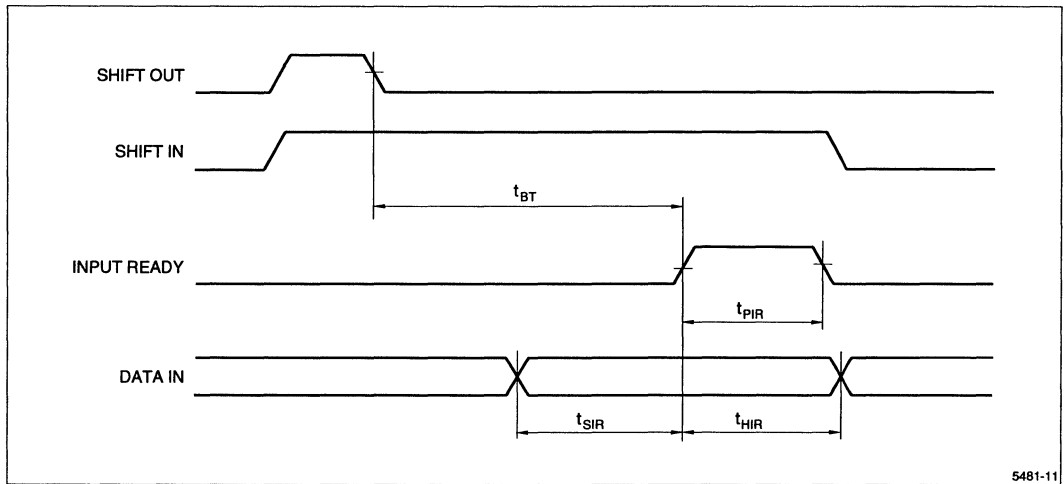 SHIFT OUT
SHIFT IN
tBT
INPUT READY
tPIR
DATA IN
tSIR
tHIR
5481-11